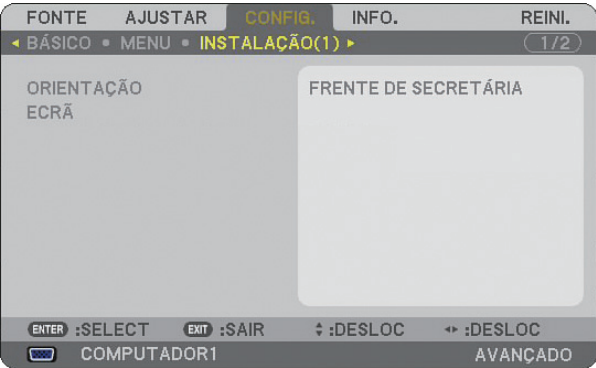 FONTE AJUSTAR CONFIG. INFO. REINI.
BÁSICO • MENU • INSTALAÇÃO(1) 1/2
ORIENTAÇÃO FRENTE DE SECRETÁRIA
ECRÃ
ENTER :SELECT EXIT :SAIR :DESLOC :DESLOC
COMPUTADOR1 AVANÇADO